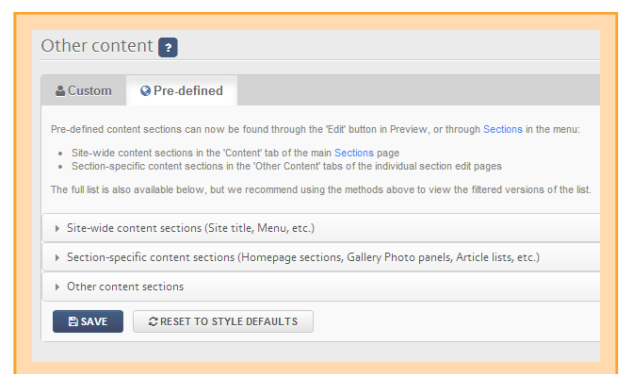 Other content ?
Custom Pre-defined
Pre-defined content sections can now be found through the 'Edit' button in Preview, or through Sections in the menu:
Site-wide content sections in the 'Content' tab of the main Sections page
Section-specific content sections in the 'Other Content' tabs of the individual section edit pages
The full list is also available below, but we recommend using the methods above to view the filtered versions of the list.
Site-wide content sections (Site title, Menu, etc.)
Section-specific content sections (Homepage sections, Gallery Photo panels, Article lists, etc.)
Other content sections
SAVE RESET TO STYLE DEFAULTS